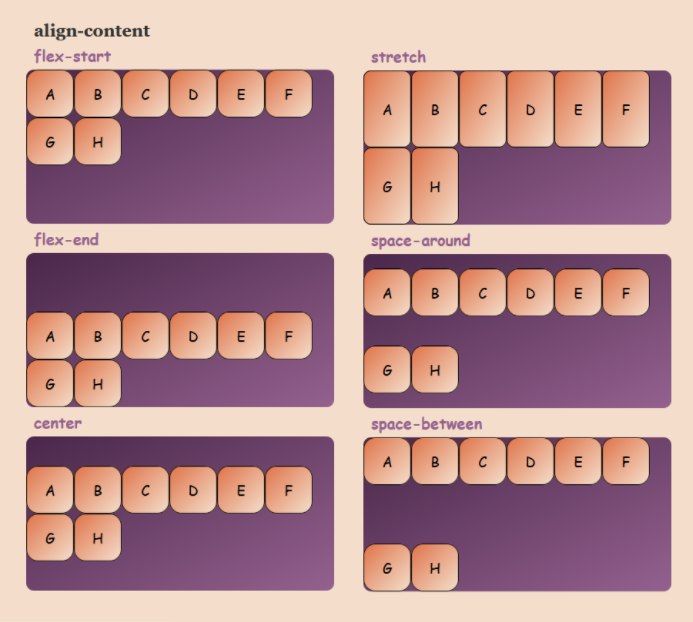 align-content
flex-start
A B C D E F
G H
stretch
A B C D E F
G H
flex-end
A B C D E F
G H
space-around
A B C D E F
G H
center
A B C D E F
G H
space-between
A B C D E F
G H